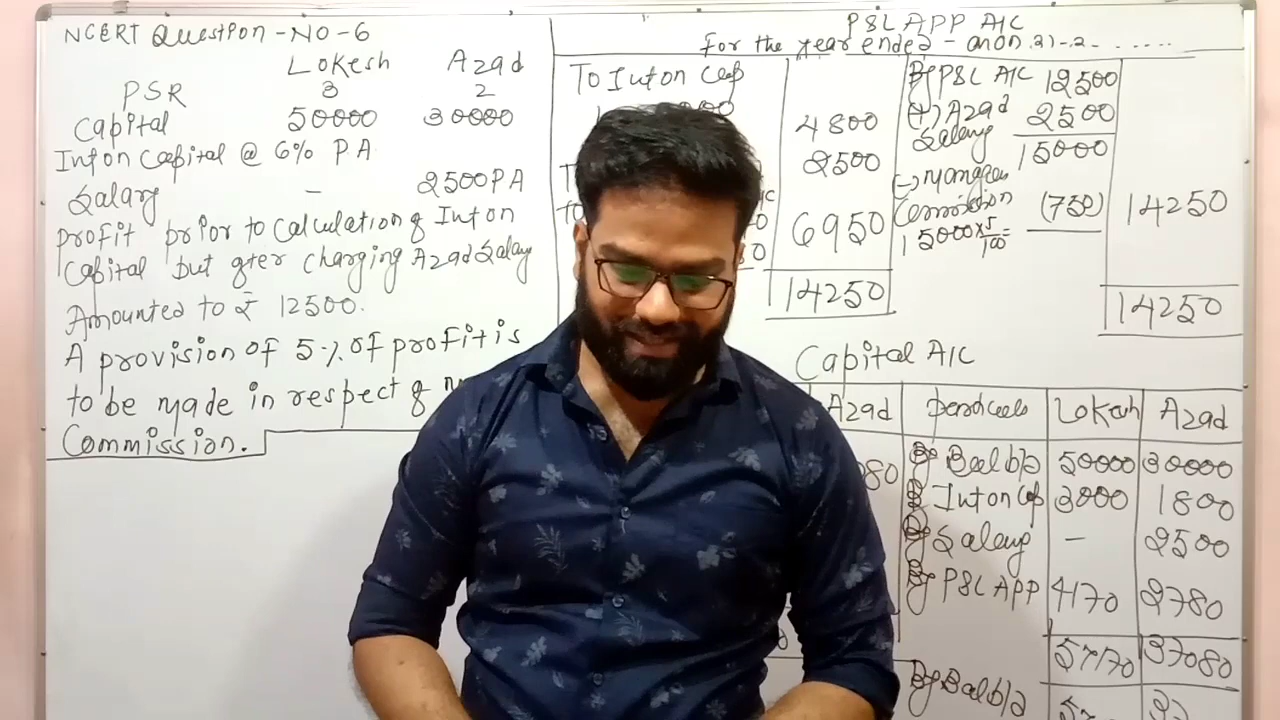 NCERT Question - NO - 6
Lokesh Azad
PSR 3 2
Capital 50000 30000
Int on Capital @ 6% PA
Salary - 2500 PA
Profit prior to calculation of Int on
Capital but after charging Azad Salary
Amounted to ₹ 12500.
A provision of 5% of profit is
to be made in respect of
Commission.
P&L APP A/C
For the year ended - on 31-2.......
To Int on Cap
4800
2500
6950
14250
By P&L A/C 12500
(+) Azad 2500
Salary 15000
(-) Manager
Commission (750) 14250
15000 x 5/100 =
14250
Capital A/C
Azad Lokesh Azad
By Bal b/d 50000 30000
By Int on Cap 3000 1800
By Salary - 2500
By P&L APP 4170 2780
57170 37080
By Bal b/d